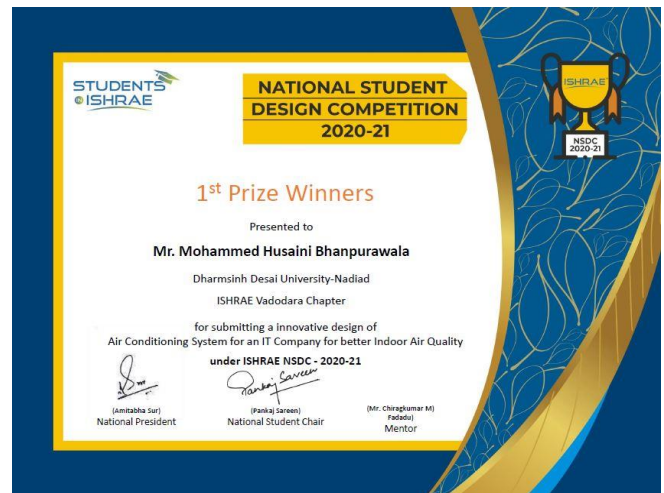 STUDENTS
ISHRAE
NATIONAL STUDENT
DESIGN COMPETITION
2020-21
ISHRAE
NSDC
2020-21
1st Prize Winners
Presented to
Mr. Mohammed Husaini Bhanpurawala
Dharmsinh Desai University-Nadiad
ISHRAE Vadodara Chapter
for submitting a innovative design of
Air Conditioning System for an IT Company for better Indoor Air Quality
under ISHRAE NSDC - 2020-21
Pankaj Sareen
(Amitabha Sur)
National President
(Pankaj Sareen)
National Student Chair
(Mr. Chiragkumar M)
Fadadu)
Mentor